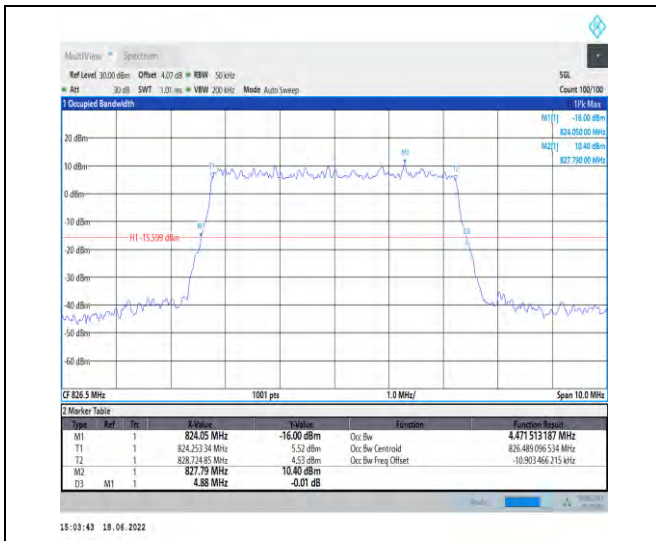 MultiView Spectrum
Ref Level 30.00 dBm Offset 4.07 dB RBW 50 kHz SGL
Att 30 dB SWT 1.01 ms VBW 200 kHz Mode Auto Sweep Count 100/100
1 Occupied Bandwidth 1Pk Max
M1[1] -16.00 dBm
824.050 00 MHz
20 dBm
M2[1] 10.40 dBm
827.790 00 MHz
M2
10 dBm
T1
T2
0 dBm
-10 dBm
M1
D3
H1 -15.599 dBm
-20 dBm
-30 dBm
-40 dBm
-50 dBm
-60 dBm
CF 826.5 MHz 1001 pts 1.0 MHz/ Span 10.0 MHz
2 Marker Table
Type Ref Trc X-Value Y-Value Function Function Result
M1 1 824.05 MHz -16.00 dBm Occ Bw 4.471 513 187 MHz
T1 1 824.253 34 MHz 5.52 dBm Occ Bw Centroid 826.489 096 534 MHz
T2 1 828.724 85 MHz 4.53 dBm Occ Bw Freq Offset -10.903 466 215 kHz
M2 1 827.79 MHz 10.40 dBm
D3 M1 1 4.88 MHz -0.01 dB
15:03:43 18.06.2022